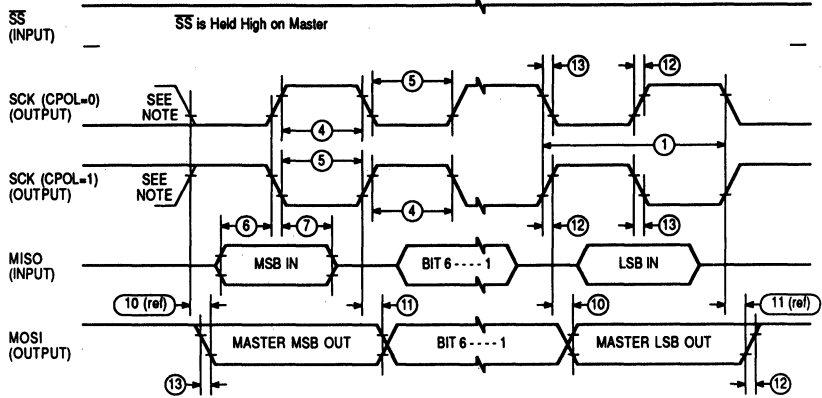 SS
(INPUT)
SS is Held High on Master
13
12
5
SCK (CPOL=0)
(OUTPUT)
SEE
NOTE
4
1
5
SCK (CPOL=1)
(OUTPUT)
SEE
NOTE
4
12
13
6
7
MISO
(INPUT)
MSB IN
BIT 6 - - - - 1
LSB IN
10 (ref)
11
10
11 (ref)
MOSI
(OUTPUT)
MASTER MSB OUT
BIT 6 - - - - 1
MASTER LSB OUT
13
12